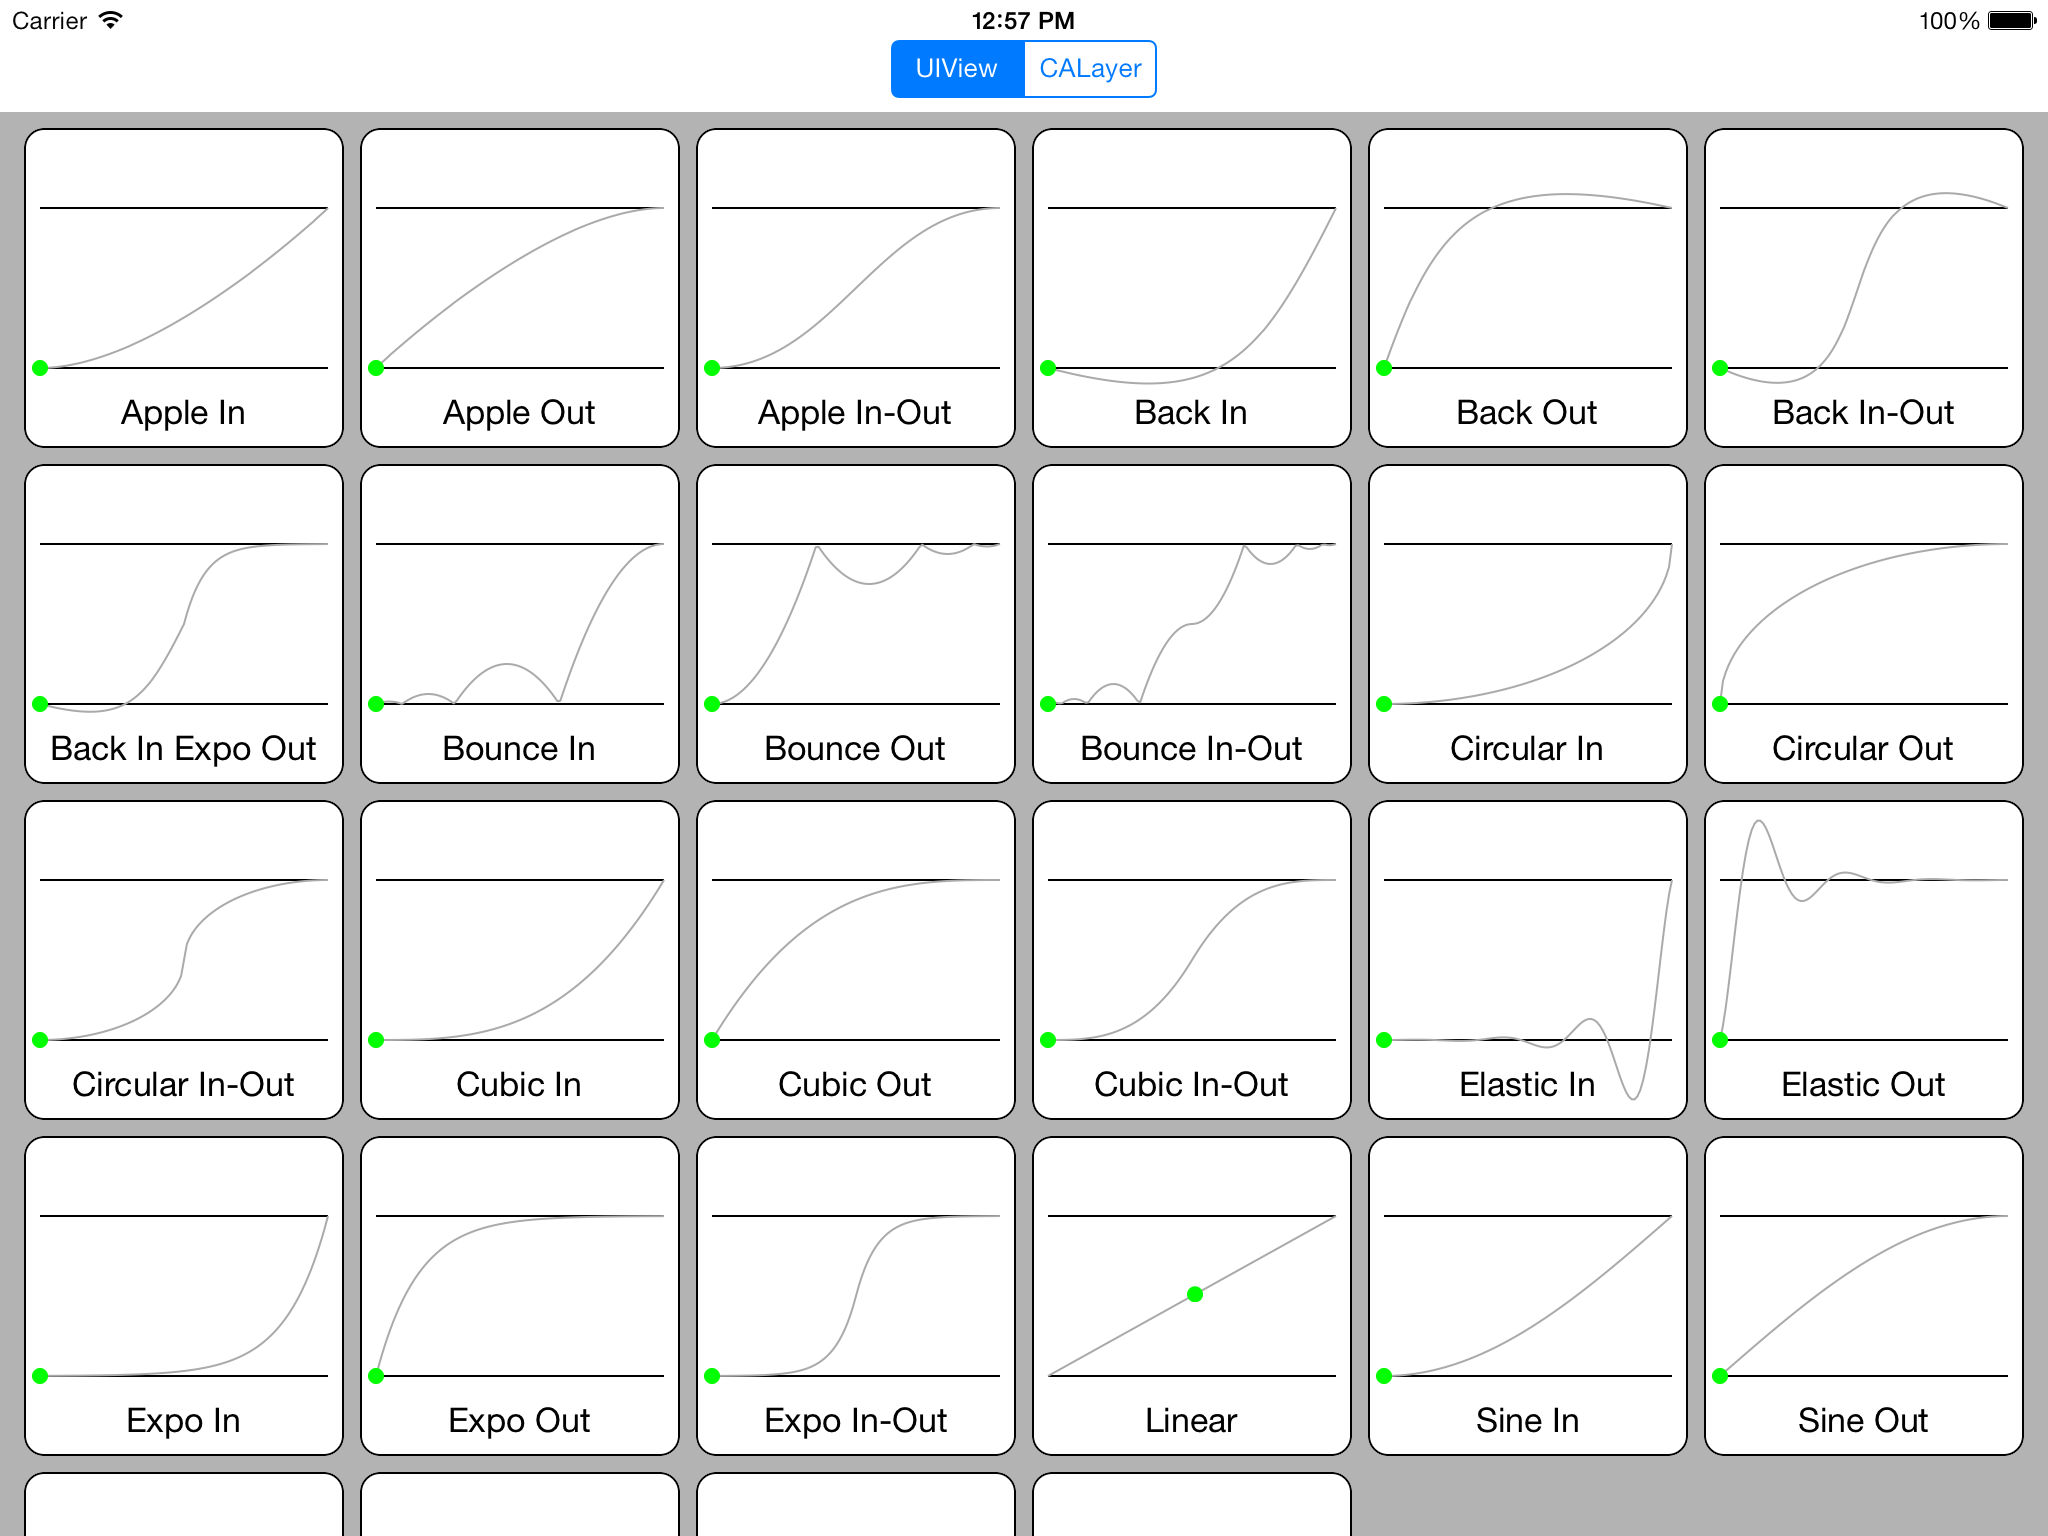 Carrier 12:57 PM 100%
UIView CALayer
Apple In Apple Out Apple In-Out Back In Back Out Back In-Out
Back In Expo Out Bounce In Bounce Out Bounce In-Out Circular In Circular Out
Circular In-Out Cubic In Cubic Out Cubic In-Out Elastic In Elastic Out
Expo In Expo Out Expo In-Out Linear Sine In Sine Out